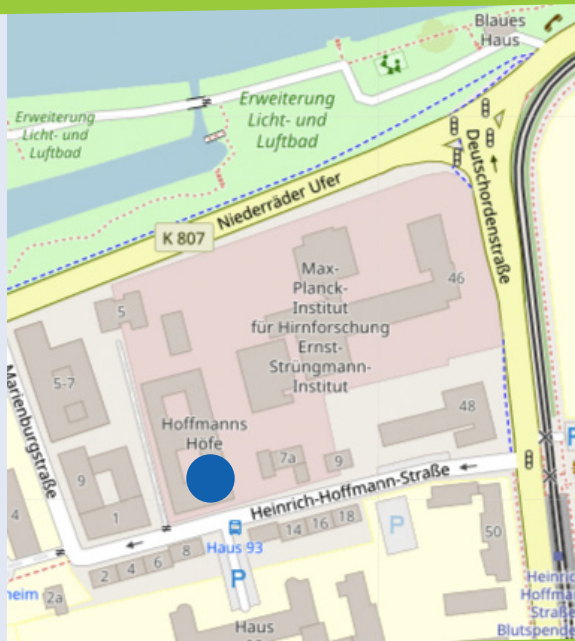 Blaues
Haus
Erweiterung
Licht- und
Luftbad
Erweiterung
Licht- und
Luftbad
Deutschordenstraße
Niederräder Ufer
K 807
Max-
Planck-
Institut
für Hirnforschung
Ernst-
Strüngmann-
Institut
46
5
5-7
Marienburgstraße
Hoffmanns
Höfe
48
7a
9
9
1
4
Heinrich-Hoffmann-Straße
P
P
50
14 16 18
Haus 93
2 4 6 8
P
2a
heim
Haus
Heinric
Hoffma
Straße
Blutspende